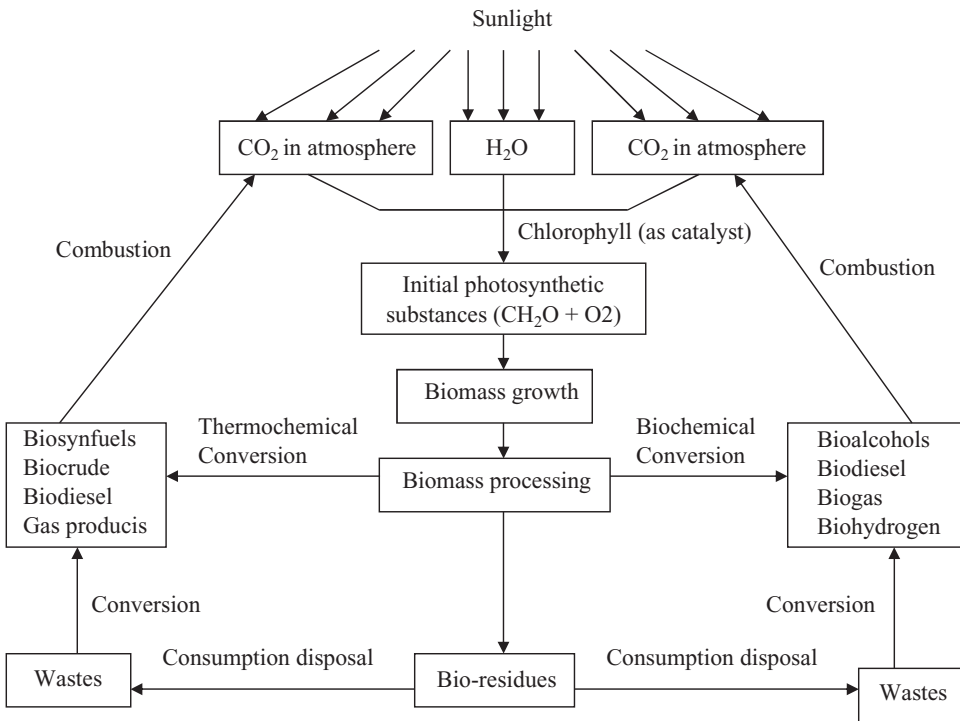 Sunlight
CO₂ in atmosphere
H₂O
CO₂ in atmosphere
Chlorophyll (as catalyst)
Combustion
Combustion
Initial photosynthetic
substances (CH₂O + O2)
Biomass growth
Thermochemical
Conversion
Biochemical
Conversion
Biosynfuels
Biocrude
Biodiesel
Gas producis
Biomass processing
Bioalcohols
Biodiesel
Biogas
Biohydrogen
Conversion
Conversion
Wastes
Consumption disposal
Bio-residues
Consumption disposal
Wastes